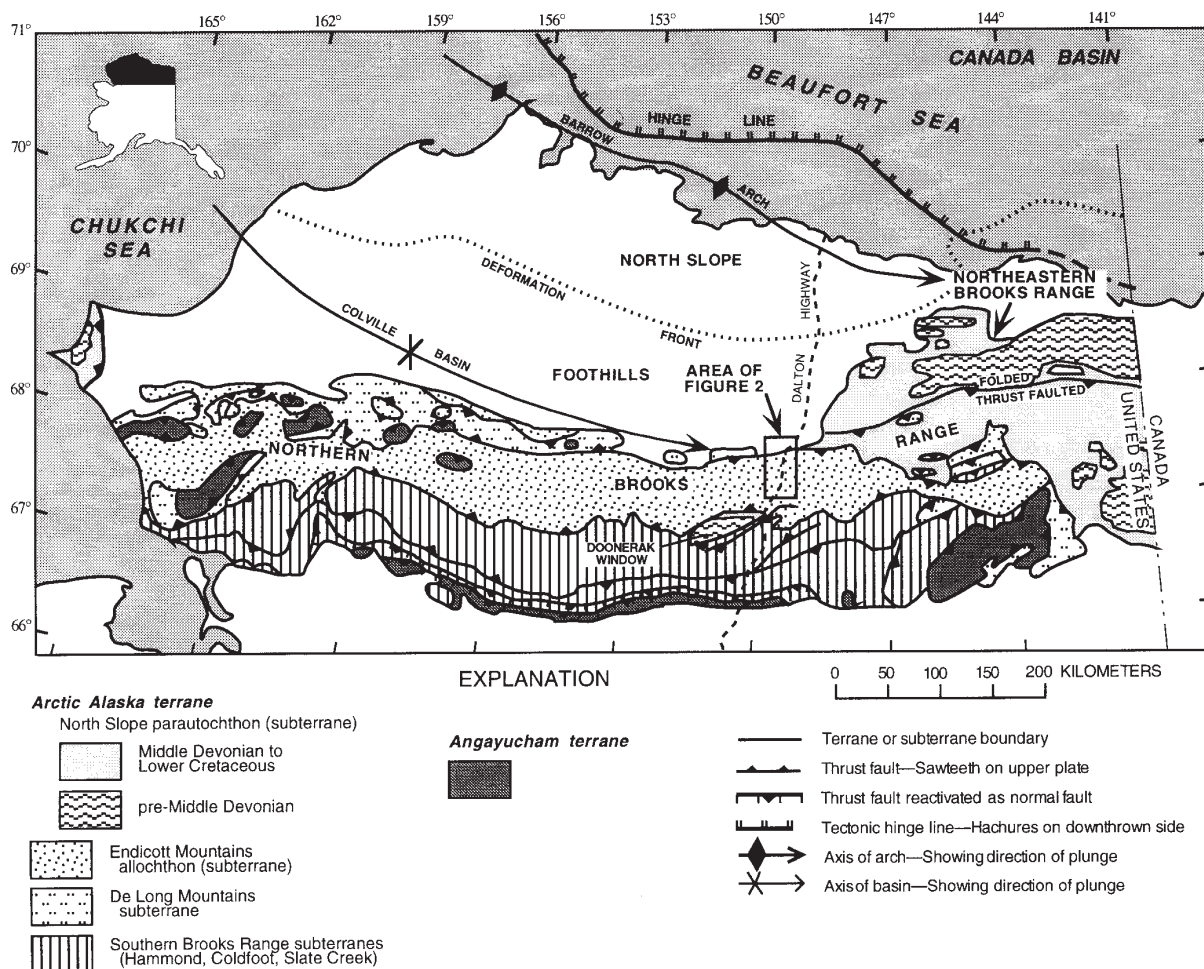 165° 159° 156° 153° 150° 147° 144° 141°
71°
70°
69°
68°
67°
66°
CANADA BASIN
BEAUFORT SEA
HINGE LINE
BARROW
ARCH
CHUKCHI
SEA
NORTH SLOPE
DEFORMATION
FRONT
HIGHWAY
DALTON
NORTHEASTERN
BROOKS RANGE
COLVILLE
BASIN
FOOTHILLS
AREA OF
FIGURE 2
FOLDED
THRUST FAULTED
RANGE
NORTHERN
BROOKS
CANADA
UNITED STATES
DOONERAK
WINDOW
EXPLANATION
0 50 100 150 200 KILOMETERS
Arctic Alaska terrane
North Slope parautochthon (subterrane)
Middle Devonian to
Lower Cretaceous
pre-Middle Devonian
Endicott Mountains
allochthon (subterrane)
De Long Mountains
subterrane
Southern Brooks Range subterranes
(Hammond, Coldfoot, Slate Creek)
Angayucham terrane
Terrane or subterrane boundary
Thrust fault—Sawteeth on upper plate
Thrust fault reactivated as normal fault
Tectonic hinge line—Hachures on downthrown side
Axis of arch—Showing direction of plunge
Axis of basin—Showing direction of plunge